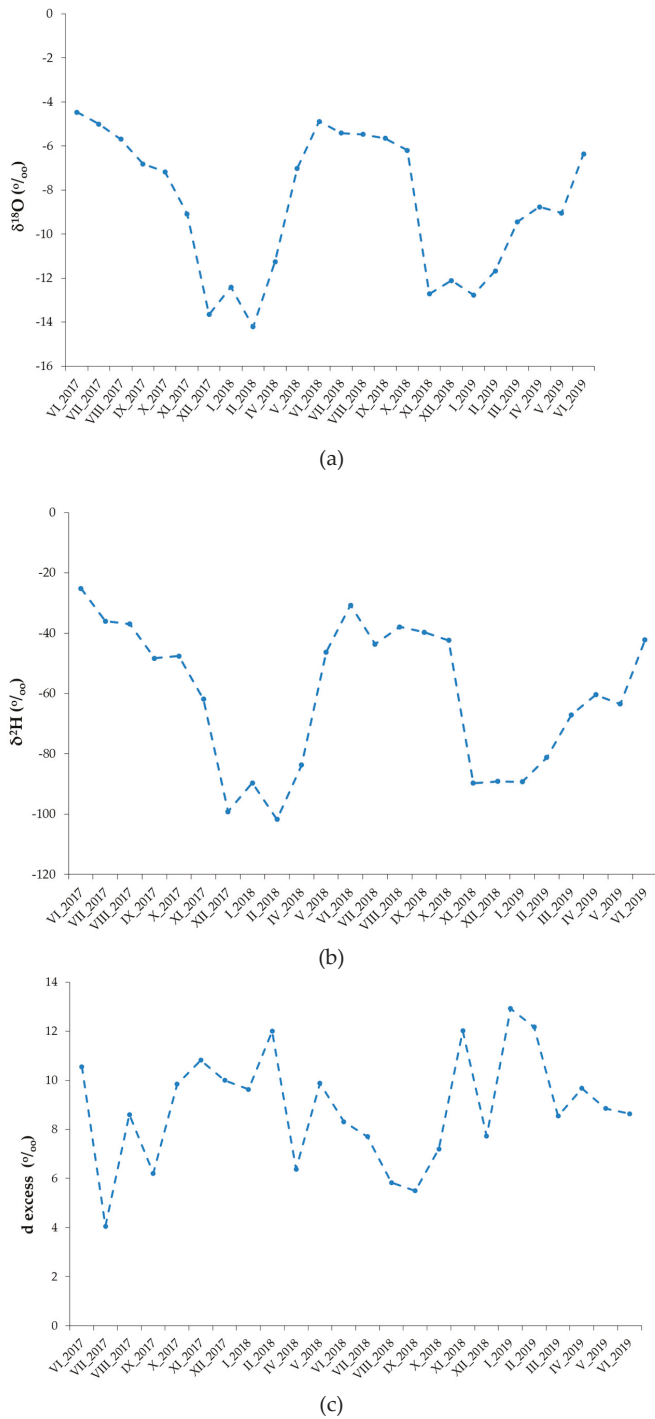 0
-2
-4
-6
-8
-10
-12
-14
-16
δ¹⁸O (º/ₒₒ)
VI_2017
VII_2017
VIII_2017
IX_2017
X_2017
XI_2017
XII_2017
I_2018
II_2018
IV_2018
V_2018
VI_2018
VII_2018
VIII_2018
IX_2018
X_2018
XI_2018
XII_2018
I_2019
II_2019
III_2019
IV_2019
V_2019
VI_2019
(a)
0
-20
-40
-60
-80
-100
-120
δ²H (º/ₒₒ)
VI_2017
VII_2017
VIII_2017
IX_2017
X_2017
XI_2017
XII_2017
I_2018
II_2018
IV_2018
V_2018
VI_2018
VII_2018
VIII_2018
IX_2018
X_2018
XI_2018
XII_2018
I_2019
II_2019
III_2019
IV_2019
V_2019
VI_2019
(b)
14
12
10
8
6
4
2
0
d excess (º/ₒₒ)
VI_2017
VII_2017
VIII_2017
IX_2017
X_2017
XI_2017
XII_2017
I_2018
II_2018
IV_2018
V_2018
VI_2018
VII_2018
VIII_2018
IX_2018
X_2018
XI_2018
XII_2018
I_2019
II_2019
III_2019
IV_2019
V_2019
VI_2019
(c)